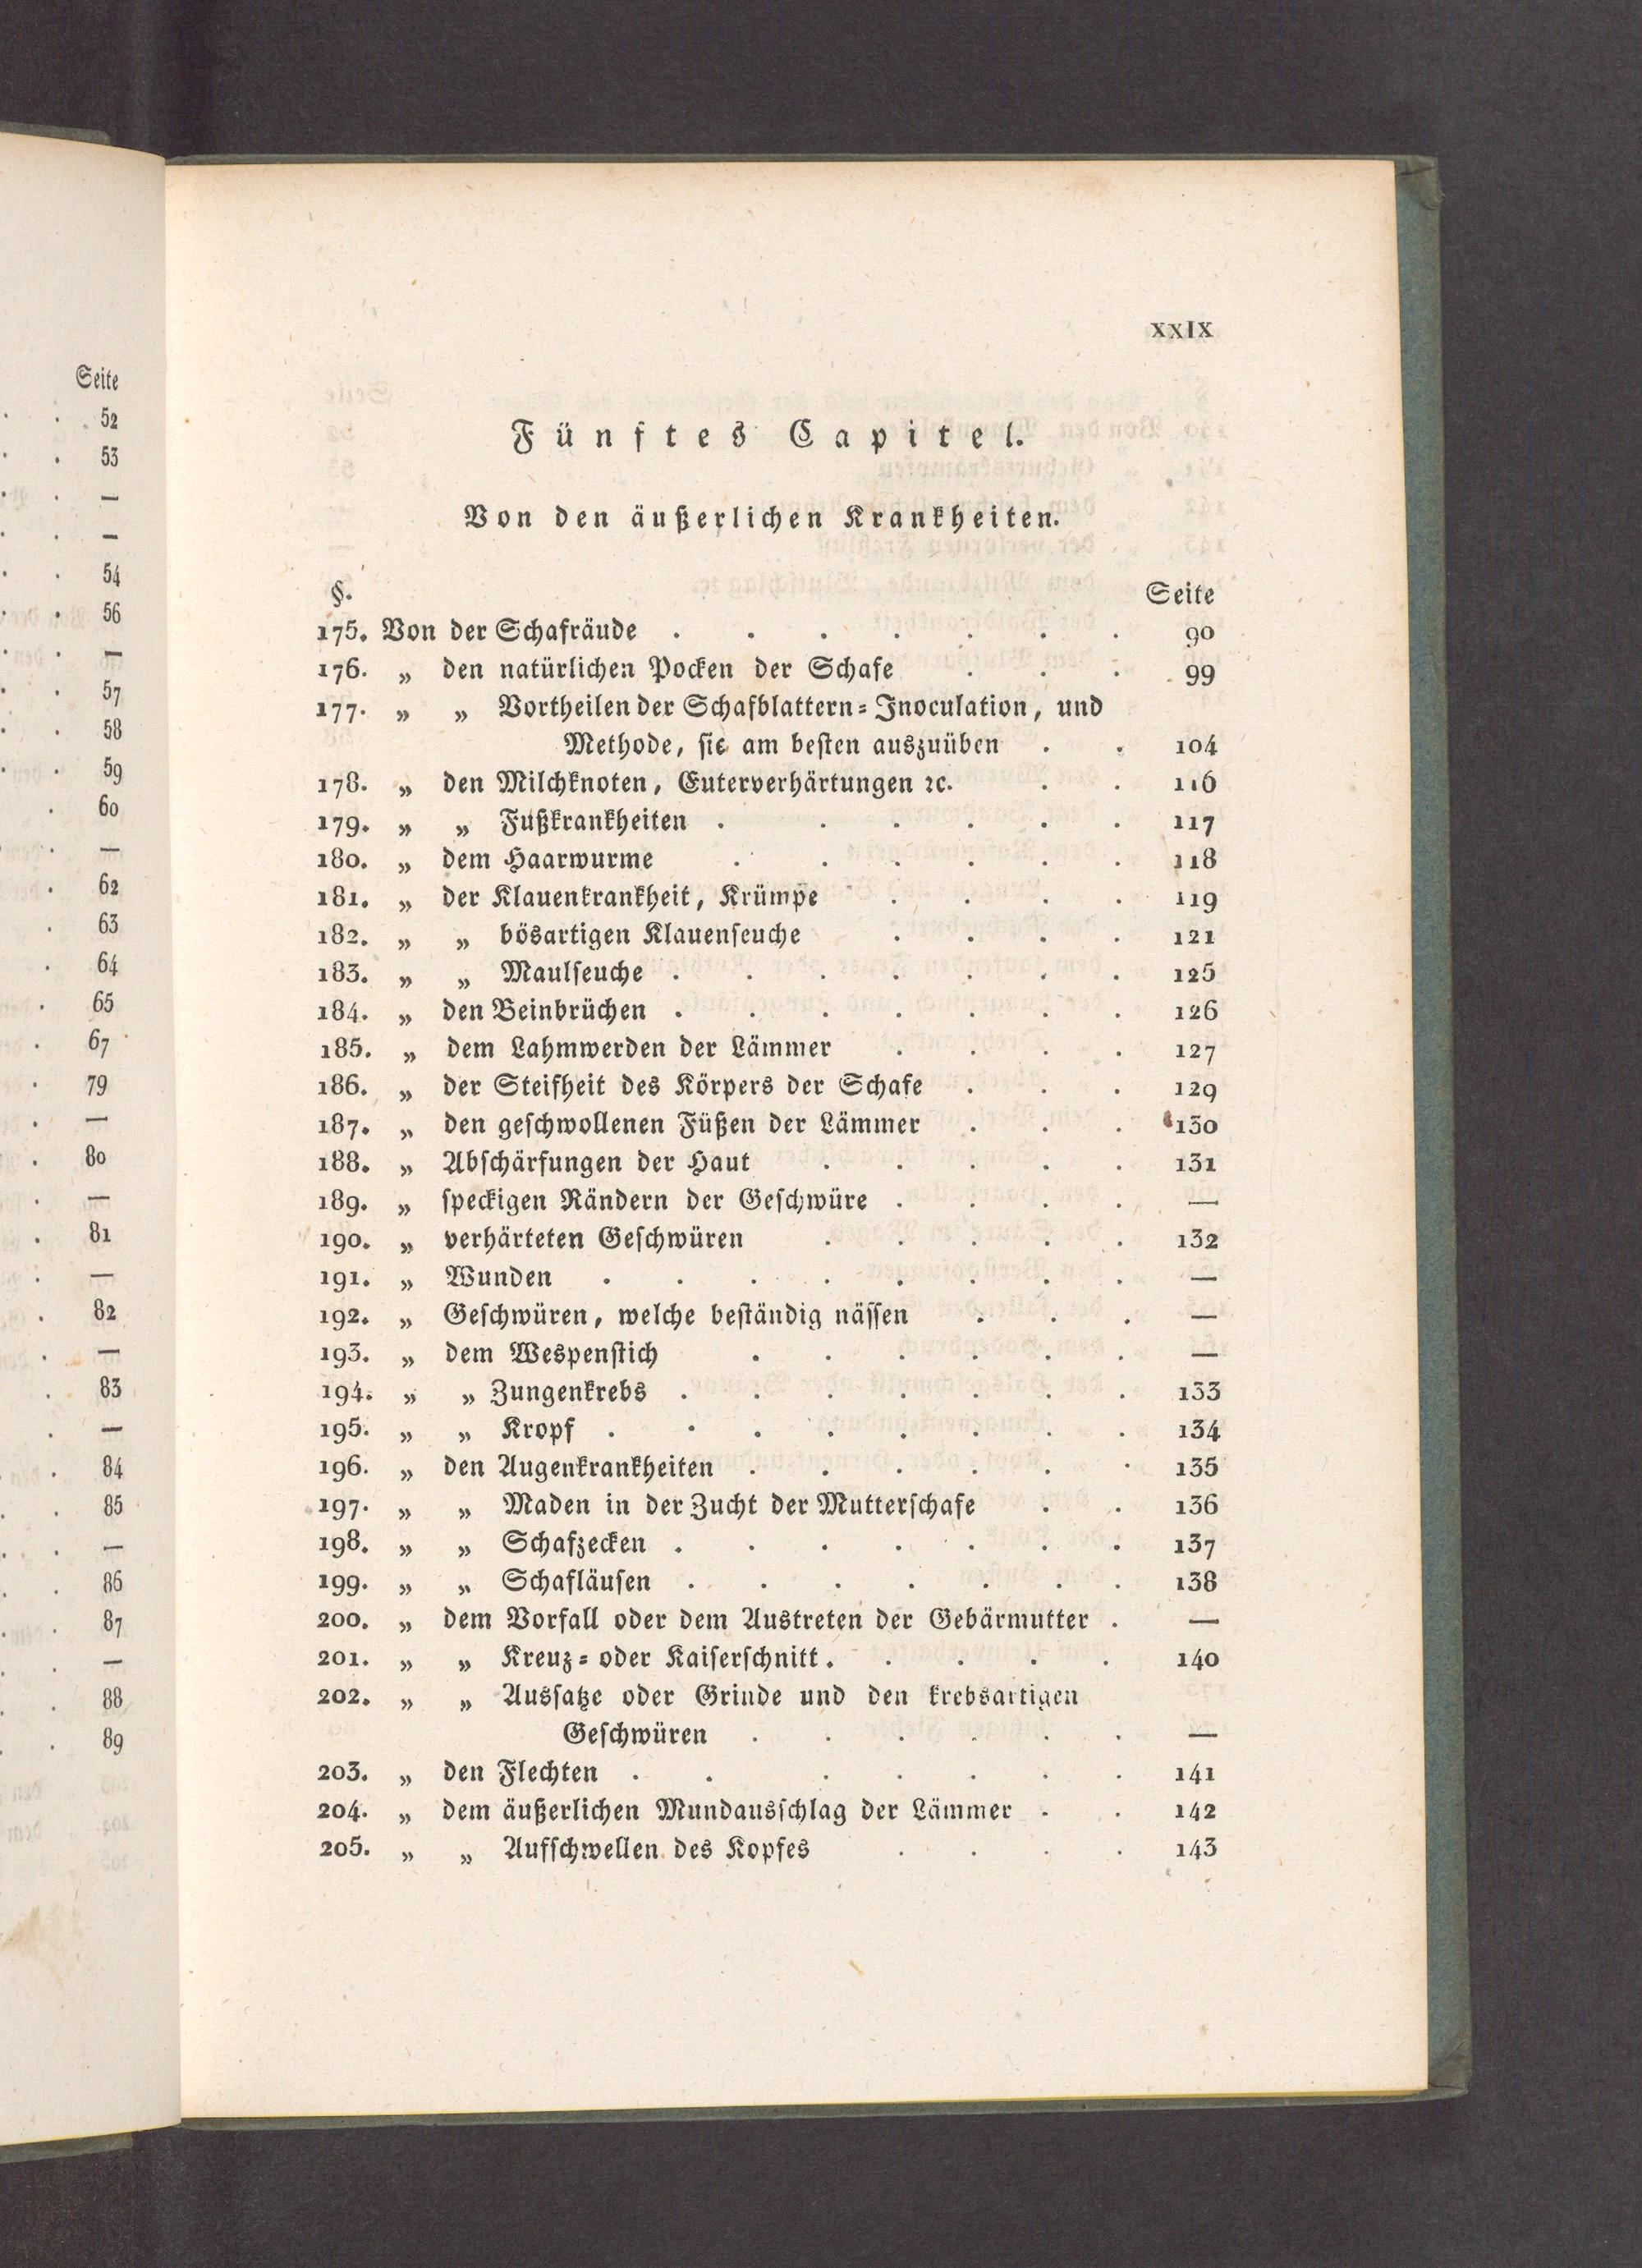 Seite
52
53
—
—
54
56
—
57
58
59
60
—
62
63
64
65
67
79
—
80
—
81
—
82
—
83
—
84
85
—
86
87
—
88
89
XXIX
Fünftes Capitel.
Von den äußerlichen Krankheiten.
§. Seite
175. Von der Schafräude . . . . . . . 90
176. „ den natürlichen Pocken der Schafe . . . 99
177. „ „ Vortheilen der Schafblattern-Inoculation, und
Methode, sie am besten auszuüben . . 104
178. „ den Milchknoten, Euterverhärtungen ꝛc. . . 116
179. „ „ Fußkrankheiten . . . . . . 117
180. „ dem Haarwurme . . . . . . 118
181. „ der Klauenkrankheit, Krümpe . . . . 119
182. „ „ bösartigen Klauenseuche . . . . 121
183. „ „ Maulseuche . . . . . . . 125
184. „ den Beinbrüchen . . . . . . . 126
185. „ dem Lahmwerden der Lämmer . . . . 127
186. „ der Steifheit des Körpers der Schafe . . . 129
187. „ den geschwollenen Füßen der Lämmer . . . 130
188. „ Abschärfungen der Haut . . . . . 131
189. „ speckigen Rändern der Geschwüre . . . . —
190. „ verhärteten Geschwüren . . . . . 132
191. „ Wunden . . . . . . . . —
192. „ Geschwüren, welche beständig nässen . . . —
193. „ dem Wespenstich . . . . . . —
194. „ „ Zungenkrebs . . . . . . . 133
195. „ „ Kropf . . . . . . . . 134
196. „ den Augenkrankheiten . . . . . . 135
197. „ „ Maden in der Zucht der Mutterschafe . . 136
198. „ „ Schafzecken . . . . . . . 137
199. „ „ Schafläusen . . . . . . . 138
200. „ dem Vorfall oder dem Austreten der Gebärmutter . —
201. „ „ Kreuz- oder Kaiserschnitt . . . . . 140
202. „ „ Aussatze oder Grinde und den krebsartigen
Geschwüren . . . . . . —
203. „ den Flechten . . . . . . . 141
204. „ dem äußerlichen Mundausschlag der Lämmer . . 142
205. „ „ Aufschwellen des Kopfes . . . . 143